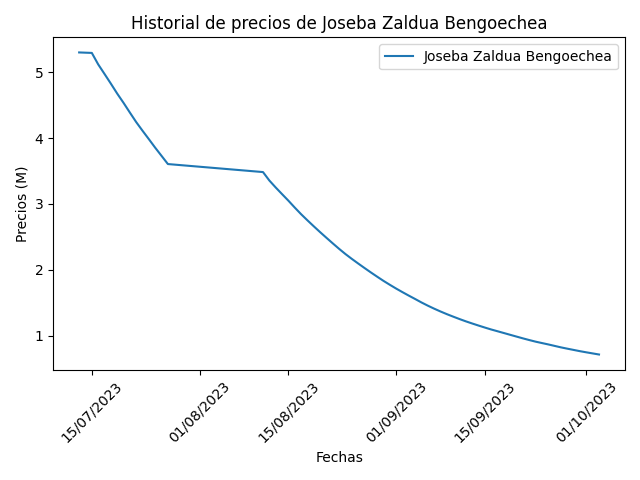 Historial de precios de Joseba Zaldua Bengoechea
Joseba Zaldua Bengoechea
Precios (M)
5
4
3
2
1
15/07/2023
01/08/2023
15/08/2023
01/09/2023
15/09/2023
01/10/2023
Fechas